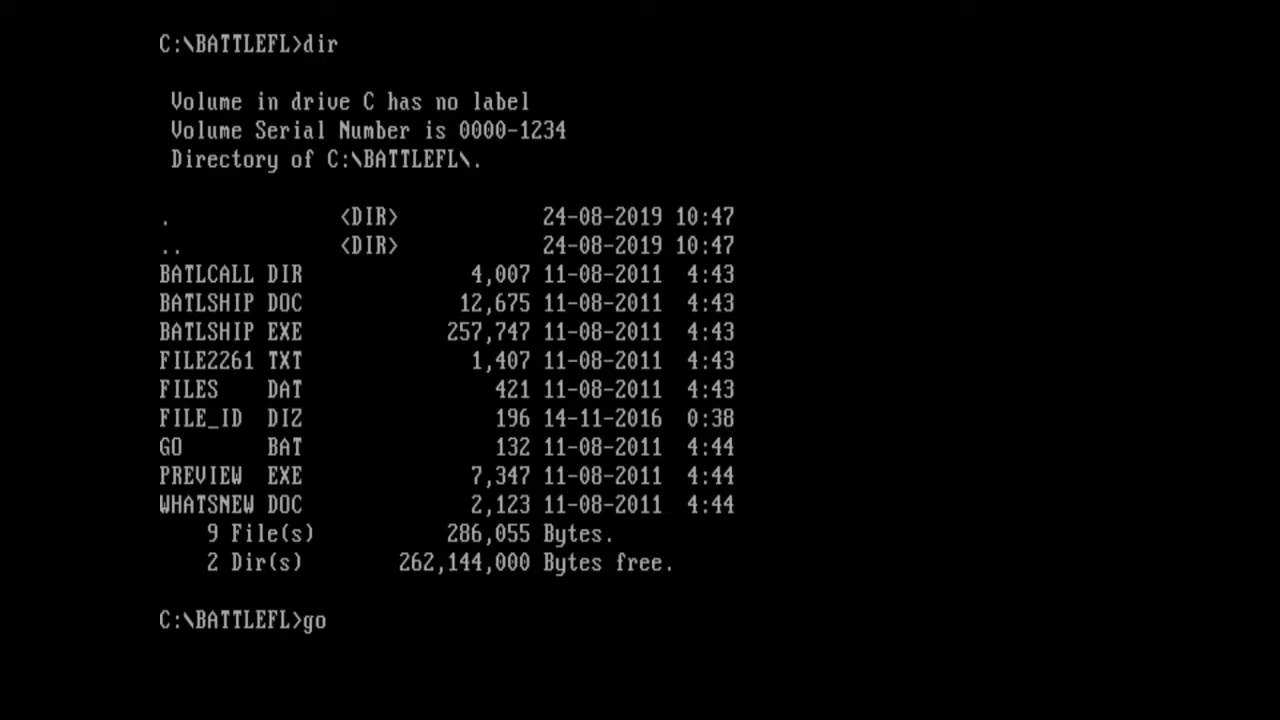 C:\BATTLEFL>dir
Volume in drive C has no label
Volume Serial Number is 0000-1234
Directory of C:\BATTLEFL\.
. <DIR> 24-08-2019 10:47
.. <DIR> 24-08-2019 10:47
BATLCALL DIR 4,007 11-08-2011 4:43
BATLSHIP DOC 12,675 11-08-2011 4:43
BATLSHIP EXE 257,747 11-08-2011 4:43
FILE2261 TXT 1,407 11-08-2011 4:43
FILES DAT 421 11-08-2011 4:43
FILE_ID DIZ 196 14-11-2016 0:38
GO BAT 132 11-08-2011 4:44
PREVIEW EXE 7,347 11-08-2011 4:44
WHATSNEW DOC 2,123 11-08-2011 4:44
9 File(s) 286,055 Bytes.
2 Dir(s) 262,144,000 Bytes free.
C:\BATTLEFL>go